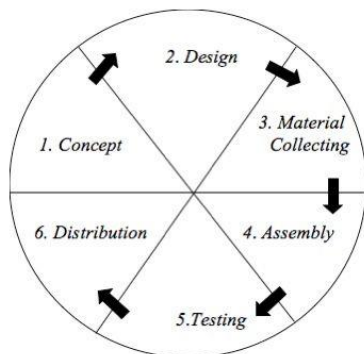 1. Concept
2. Design
3. Material
Collecting
4. Assembly
5.Testing
6. Distribution